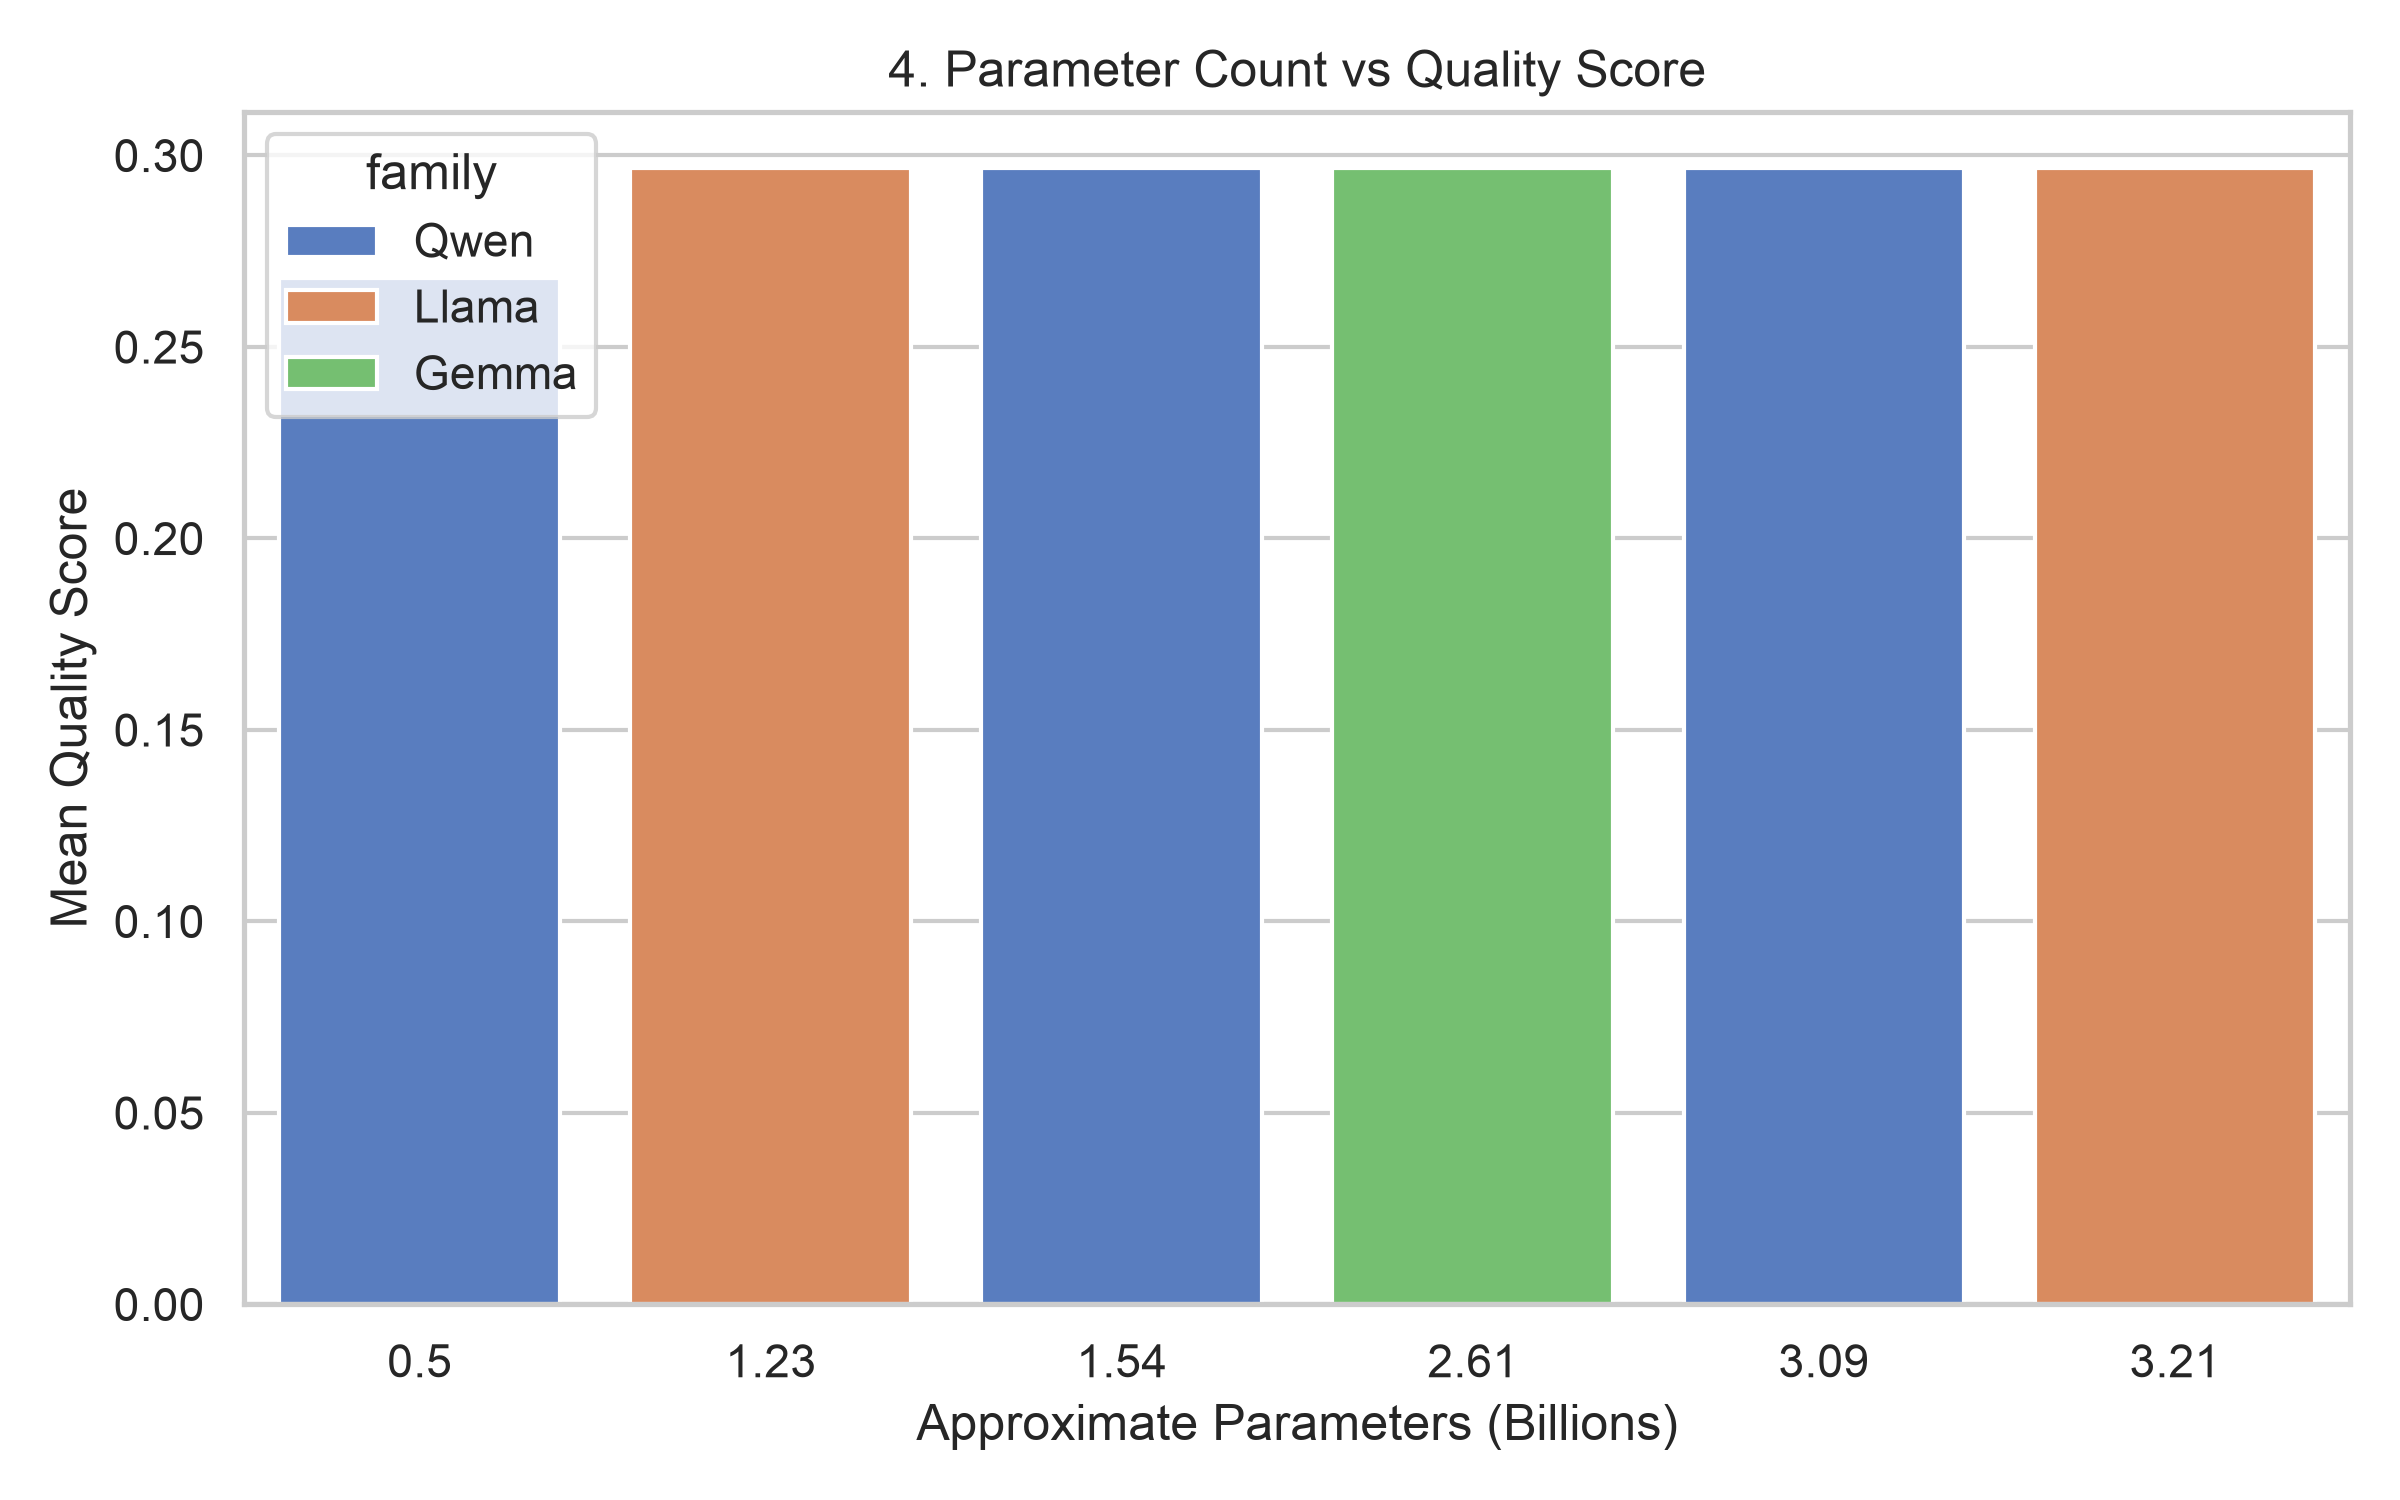 4. Parameter Count vs Quality Score
family
Qwen
Llama
Gemma
Mean Quality Score
0.30
0.25
0.20
0.15
0.10
0.05
0.00
0.5 1.23 1.54 2.61 3.09 3.21
Approximate Parameters (Billions)